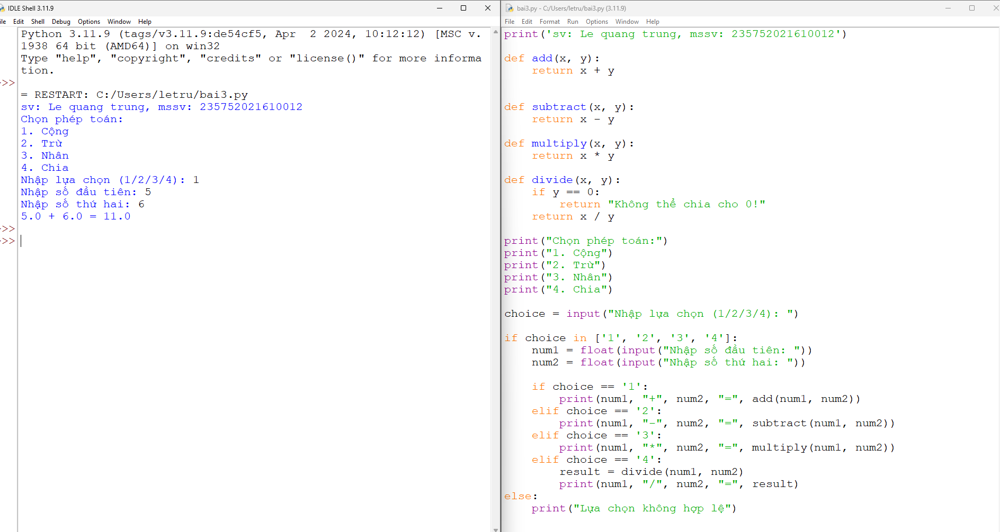 IDLE Shell 3.11.9
ile Edit Shell Debug Options Window Help
Python 3.11.9 (tags/v3.11.9:de54cf5, Apr  2 2024, 10:12:12) [MSC v.
1938 64 bit (AMD64)] on win32
Type "help", "copyright", "credits" or "license()" for more informa
tion.
>>>
= RESTART: C:/Users/letru/bai3.py
sv: Le quang trung, mssv: 235752021610012
Chọn phép toán:
1. Cộng
2. Trừ
3. Nhân
4. Chia
Nhập lựa chọn (1/2/3/4): 1
Nhập số đầu tiên: 5
Nhập số thứ hai: 6
5.0 + 6.0 = 11.0
>>>
>>>
bai3.py - C:/Users/letru/bai3.py (3.11.9)
File Edit Format Run Options Window Help
print('sv: Le quang trung, mssv: 235752021610012')
def add(x, y):
    return x + y
def subtract(x, y):
    return x - y
def multiply(x, y):
    return x * y
def divide(x, y):
    if y == 0:
        return "Không thể chia cho 0!"
    return x / y
print("Chọn phép toán:")
print("1. Cộng")
print("2. Trừ")
print("3. Nhân")
print("4. Chia")
choice = input("Nhập lựa chọn (1/2/3/4): ")
if choice in ['1', '2', '3', '4']:
    num1 = float(input("Nhập số đầu tiên: "))
    num2 = float(input("Nhập số thứ hai: "))
    if choice == '1':
        print(num1, "+", num2, "=", add(num1, num2))
    elif choice == '2':
        print(num1, "-", num2, "=", subtract(num1, num2))
    elif choice == '3':
        print(num1, "*", num2, "=", multiply(num1, num2))
    elif choice == '4':
        result = divide(num1, num2)
        print(num1, "/", num2, "=", result)
else:
    print("Lựa chọn không hợp lệ")